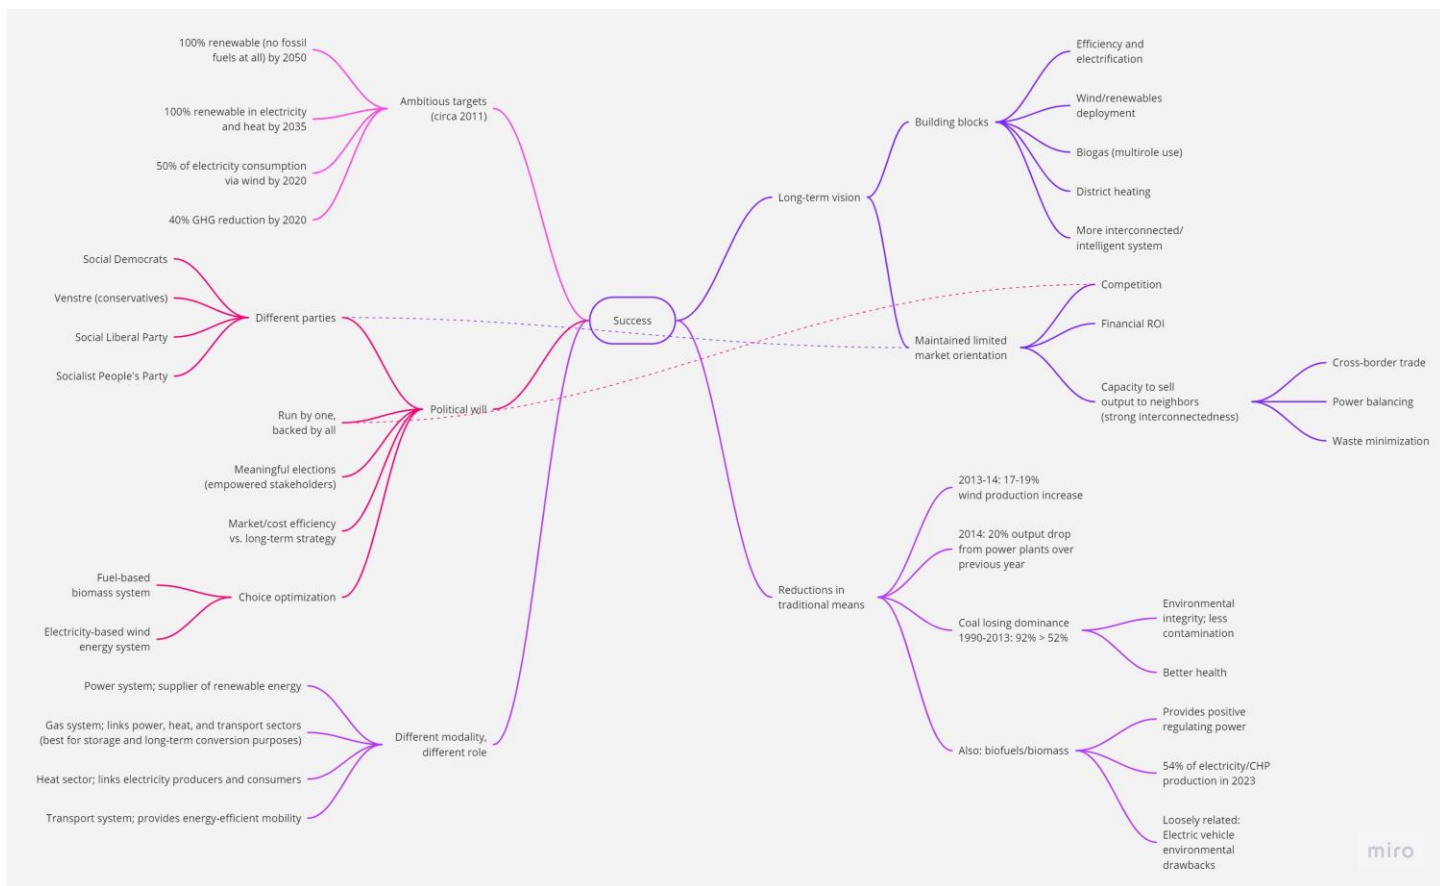 100% renewable (no fossil
fuels at all) by 2050
100% renewable in electricity
and heat by 2035
50% of electricity consumption
via wind by 2020
40% GHG reduction by 2020
Ambitious targets
(circa 2011)
Social Democrats
Venstre (conservatives)
Social Liberal Party
Socialist People's Party
Different parties
Run by one,
backed by all
Meaningful elections
(empowered stakeholders)
Market/cost efficiency
vs. long-term strategy
Fuel-based
biomass system
Electricity-based wind
energy system
Choice optimization
Political will
Power system; supplier of renewable energy
Gas system; links power, heat, and transport sectors
(best for storage and long-term conversion purposes)
Heat sector; links electricity producers and consumers
Transport system; provides energy-efficient mobility
Different modality,
different role
Success
Long-term vision
Building blocks
Efficiency and
electrification
Wind/renewables
deployment
Biogas (multirole use)
District heating
More interconnected/
intelligent system
Maintained limited
market orientation
Competition
Financial ROI
Capacity to sell
output to neighbors
(strong interconnectedness)
Cross-border trade
Power balancing
Waste minimization
Reductions in
traditional means
2013-14: 17-19%
wind production increase
2014: 20% output drop
from power plants over
previous year
Coal losing dominance
1990-2013: 92% > 52%
Environmental
integrity; less
contamination
Better health
Also: biofuels/biomass
Provides positive
regulating power
54% of electricity/CHP
production in 2023
Loosely related:
Electric vehicle
environmental
drawbacks
miro